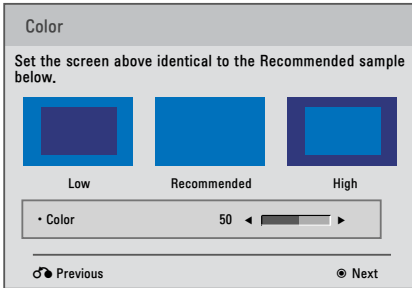 Color
Set the screen above identical to the Recommended sample
below.
Low Recommended High
• Color 50 ◄ ►
Previous ◉ Next